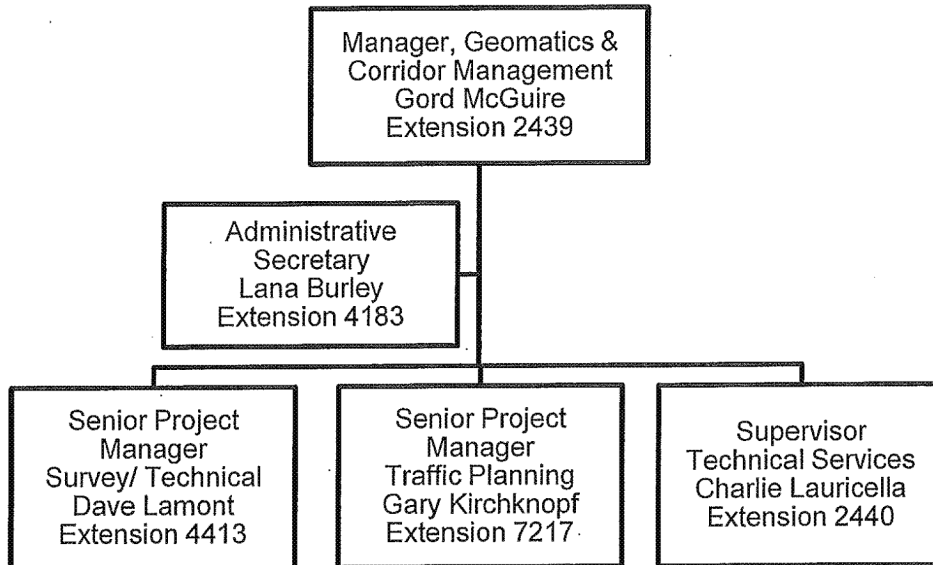 Manager, Geomatics &
Corridor Management
Gord McGuire
Extension 2439
Administrative
Secretary
Lana Burley
Extension 4183
Senior Project
Manager
Survey/ Technical
Dave Lamont
Extension 4413
Senior Project
Manager
Traffic Planning
Gary Kirchknopf
Extension 7217
Supervisor
Technical Services
Charlie Lauricella
Extension 2440